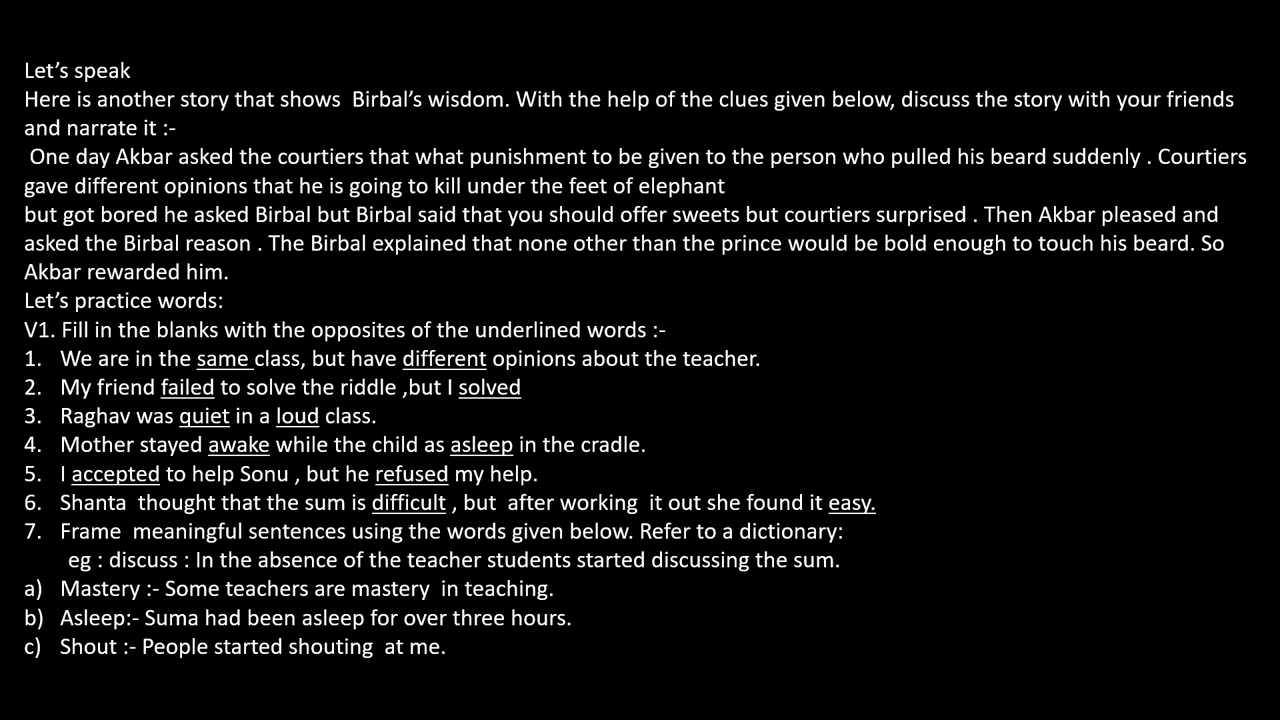 Let's speak
Here is another story that shows  Birbal's wisdom. With the help of the clues given below, discuss the story with your friends
and narrate it :-
One day Akbar asked the courtiers that what punishment to be given to the person who pulled his beard suddenly . Courtiers
gave different opinions that he is going to kill under the feet of elephant
but got bored he asked Birbal but Birbal said that you should offer sweets but courtiers surprised . Then Akbar pleased and
asked the Birbal reason . The Birbal explained that none other than the prince would be bold enough to touch his beard. So
Akbar rewarded him.
Let's practice words:
V1. Fill in the blanks with the opposites of the underlined words :-
1. We are in the same class, but have different opinions about the teacher.
2. My friend failed to solve the riddle ,but I solved
3. Raghav was quiet in a loud class.
4. Mother stayed awake while the child as asleep in the cradle.
5. I accepted to help Sonu , but he refused my help.
6. Shanta  thought that the sum is difficult , but  after working  it out she found it easy.
7. Frame  meaningful sentences using the words given below. Refer to a dictionary:
eg : discuss : In the absence of the teacher students started discussing the sum.
a) Mastery :- Some teachers are mastery  in teaching.
b) Asleep:- Suma had been asleep for over three hours.
c) Shout :- People started shouting  at me.